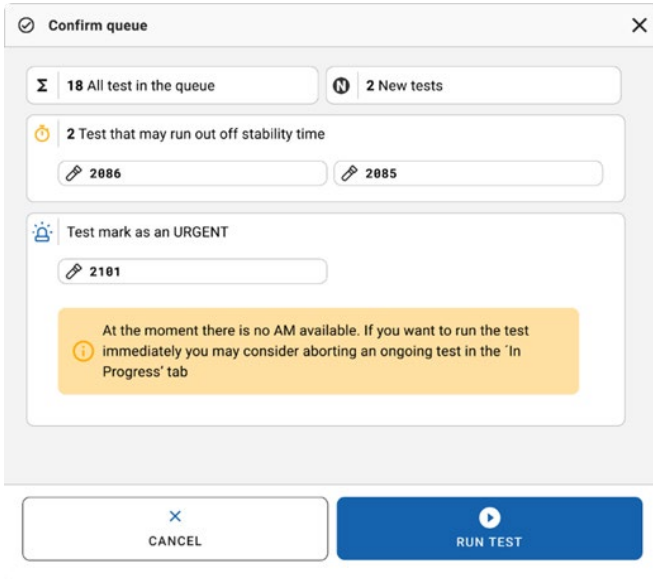 Confirm queue
Σ 18 All test in the queue
N 2 New tests
2 Test that may run out off stability time
2086
2085
Test mark as an URGENT
2101
At the moment there is no AM available. If you want to run the test
immediately you may consider aborting an ongoing test in the ´In
Progress’ tab
CANCEL
RUN TEST